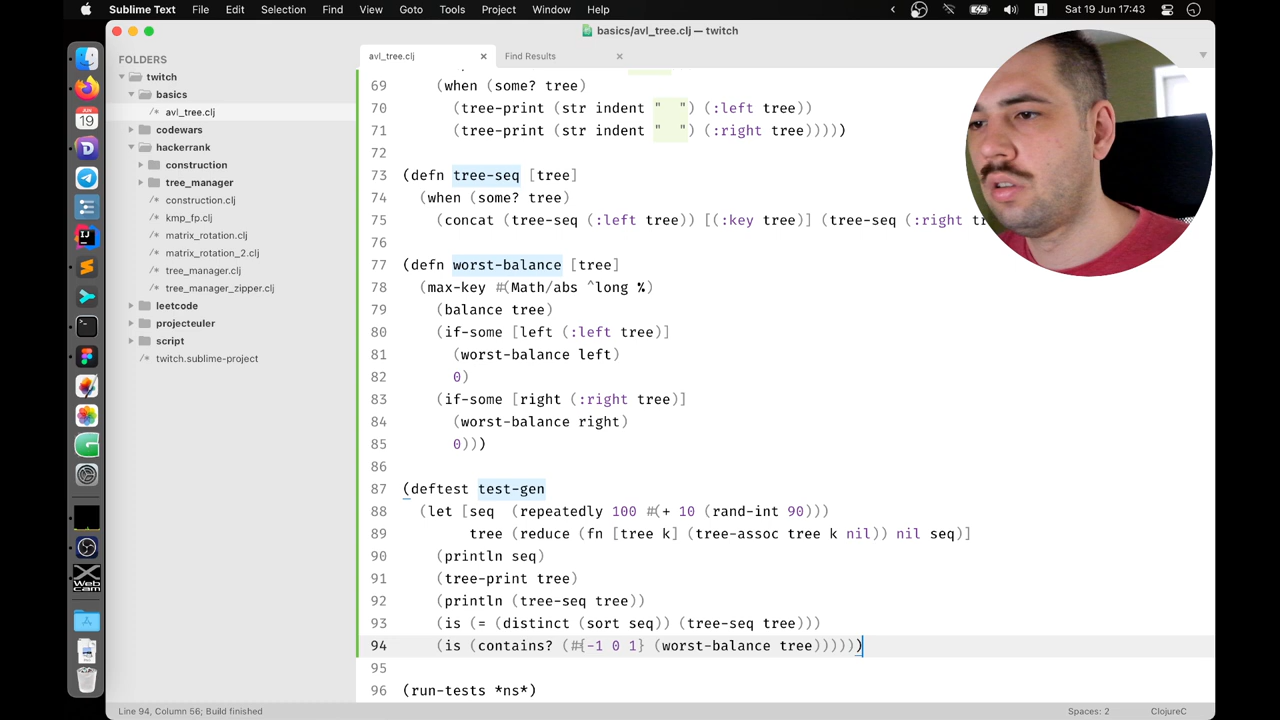 Sublime Text File Edit Selection Find View Goto Tools Project Window Help
H Sat 19 Jun 17:43
basics/avl_tree.clj — twitch
FOLDERS
twitch
basics
/* avl_tree.clj
codewars
hackerrank
construction
tree_manager
/* construction.clj
/* kmp_fp.clj
/* matrix_rotation.clj
/* matrix_rotation_2.clj
/* tree_manager.clj
/* tree_manager_zipper.clj
leetcode
projecteuler
script
/* twitch.sublime-project
JUN
19
IJ
Web
cam
avl_tree.clj Find Results
69 (when (some? tree)
70 (tree-print (str indent "  ") (:left tree))
71 (tree-print (str indent "  ") (:right tree)))))
72
73 (defn tree-seq [tree]
74 (when (some? tree)
75 (concat (tree-seq (:left tree)) [(:key tree)] (tree-seq (:right
76
77 (defn worst-balance [tree]
78 (max-key #(Math/abs ^long %)
79 (balance tree)
80 (if-some [left (:left tree)]
81 (worst-balance left)
82 0)
83 (if-some [right (:right tree)]
84 (worst-balance right)
85 0)))
86
87 (deftest test-gen
88 (let [seq  (repeatedly 100 #(+ 10 (rand-int 90)))
89 tree (reduce (fn [tree k] (tree-assoc tree k nil)) nil seq)]
90 (println seq)
91 (tree-print tree)
92 (println (tree-seq tree))
93 (is (= (distinct (sort seq)) (tree-seq tree)))
94 (is (contains? (#{-1 0 1} (worst-balance tree))))))
95
96 (run-tests *ns*)
Line 94, Column 56; Build finished
Spaces: 2 ClojureC